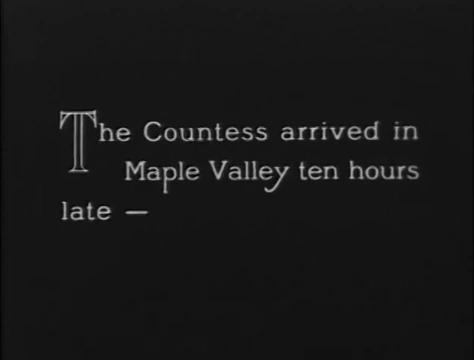 The Countess arrived in
Maple Valley ten hours
late —